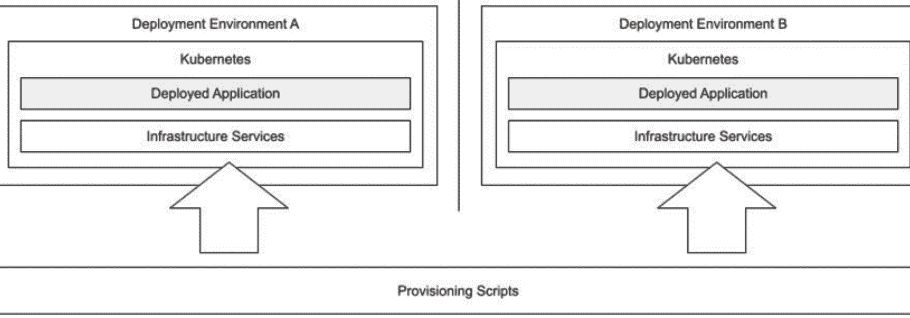 Deployment Environment A
Kubernetes
Deployed Application
Infrastructure Services
Deployment Environment B
Kubernetes
Deployed Application
Infrastructure Services
Provisioning Scripts